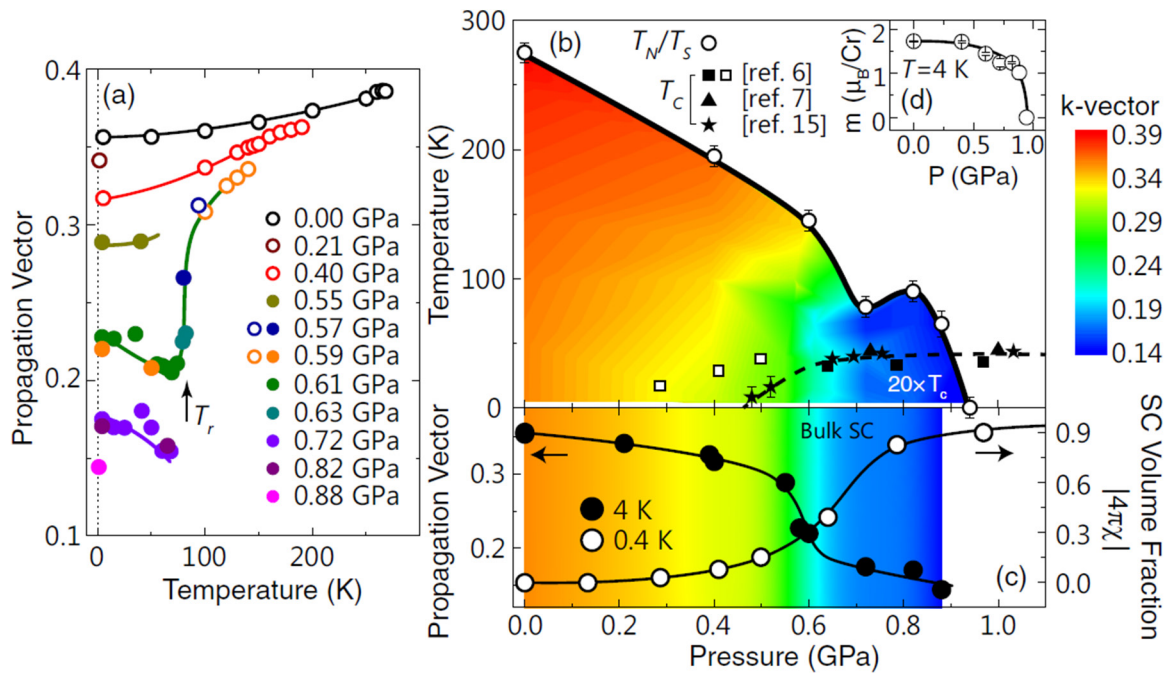 (a)
0.4
0.3
0.2
0.1
Propagation Vector
0
100
200
Temperature (K)
0.00 GPa
0.21 GPa
0.40 GPa
0.55 GPa
0.57 GPa
0.59 GPa
0.61 GPa
0.63 GPa
0.72 GPa
0.82 GPa
0.88 GPa
T_r
(b)
300
200
100
0
Temperature (K)
T_N/T_S
T_C
[ref. 6]
[ref. 7]
[ref. 15]
20×T_c
(d)
2
1
0
m (μ_B/Cr)
T=4 K
0.0
0.5
1.0
P (GPa)
k-vector
0.39
0.34
0.29
0.24
0.19
0.14
(c)
Bulk SC
4 K
0.4 K
0.3
0.2
Propagation Vector
0.9
0.6
0.3
0.0
SC Volume Fraction
|4πχ|
0.0
0.2
0.4
0.6
0.8
1.0
Pressure (GPa)